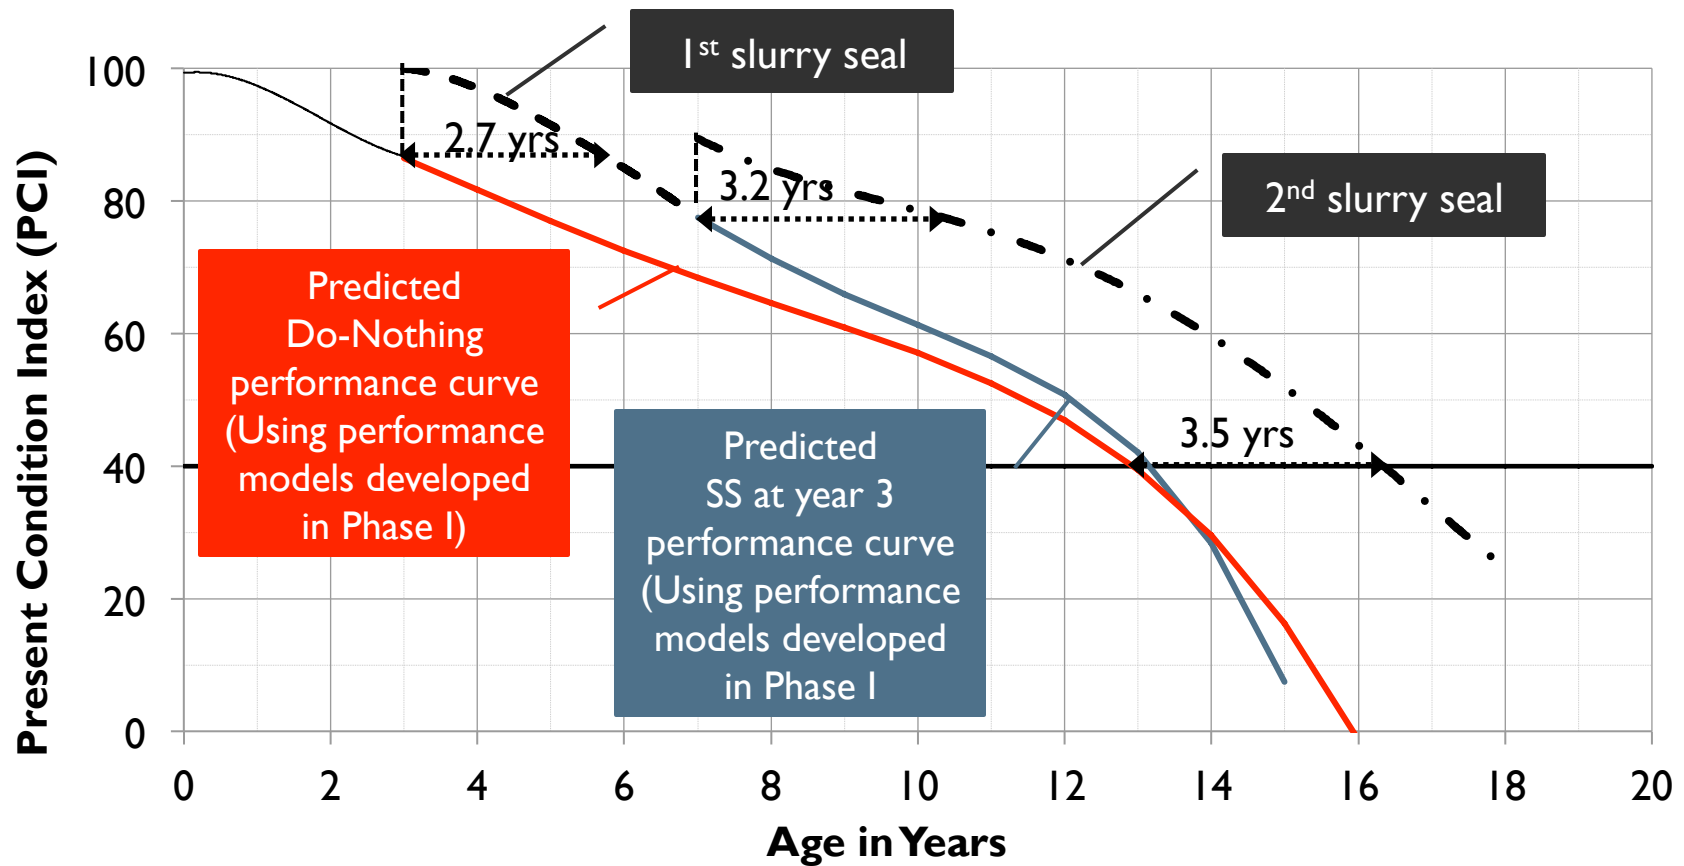 1st slurry seal
100
2.7 yrs
3.2 yrs
2nd slurry seal
80
Predicted
Do-Nothing
performance curve
(Using performance
models developed
in Phase I)
60
Predicted
SS at year 3
performance curve
(Using performance
models developed
in Phase I
3.5 yrs
40
20
0
0 2 4 6 8 10 12 14 16 18 20
Age in Years
Present Condition Index (PCI)